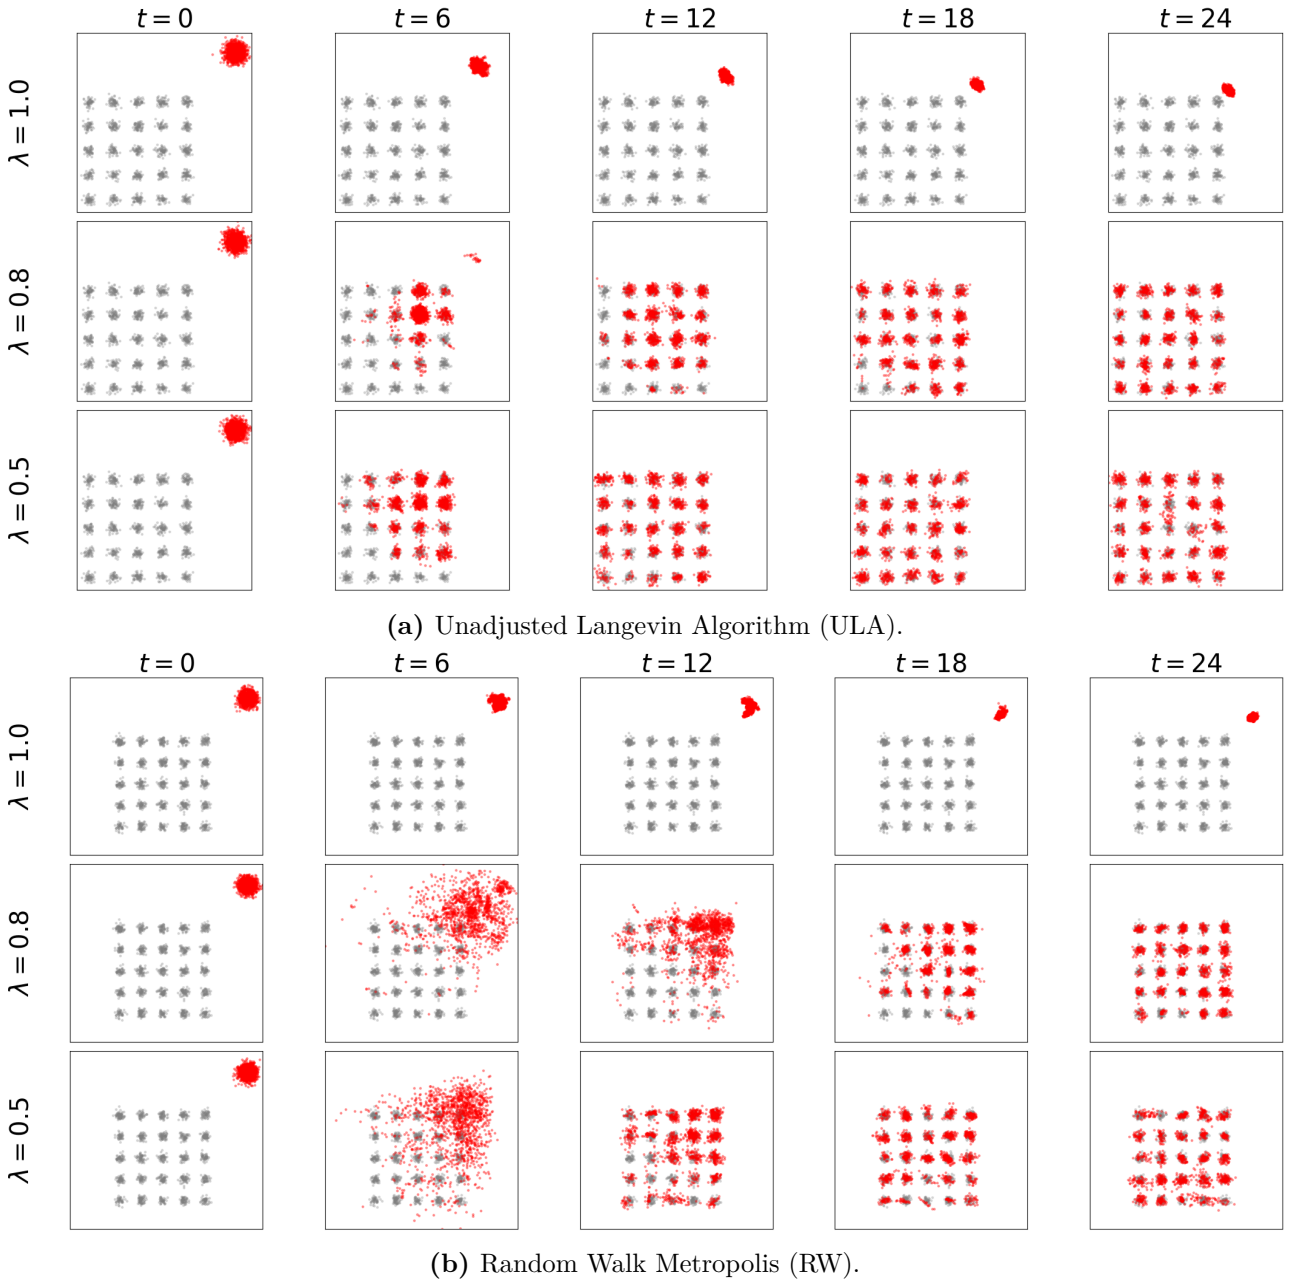 t = 0 t = 6 t = 12 t = 18 t = 24
λ = 1.0
λ = 0.8
λ = 0.5
(a) Unadjusted Langevin Algorithm (ULA).
t = 0 t = 6 t = 12 t = 18 t = 24
λ = 1.0
λ = 0.8
λ = 0.5
(b) Random Walk Metropolis (RW).